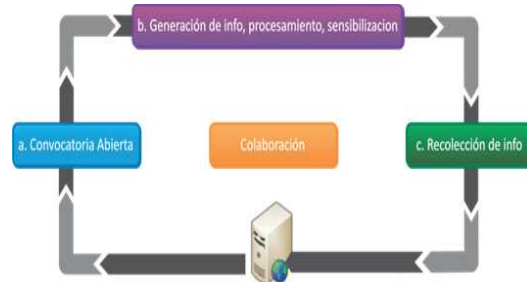 b. Generación de info, procesamiento, sensibilizacion
a. Convocatoria Abierta
Colaboración
c. Recolección de info